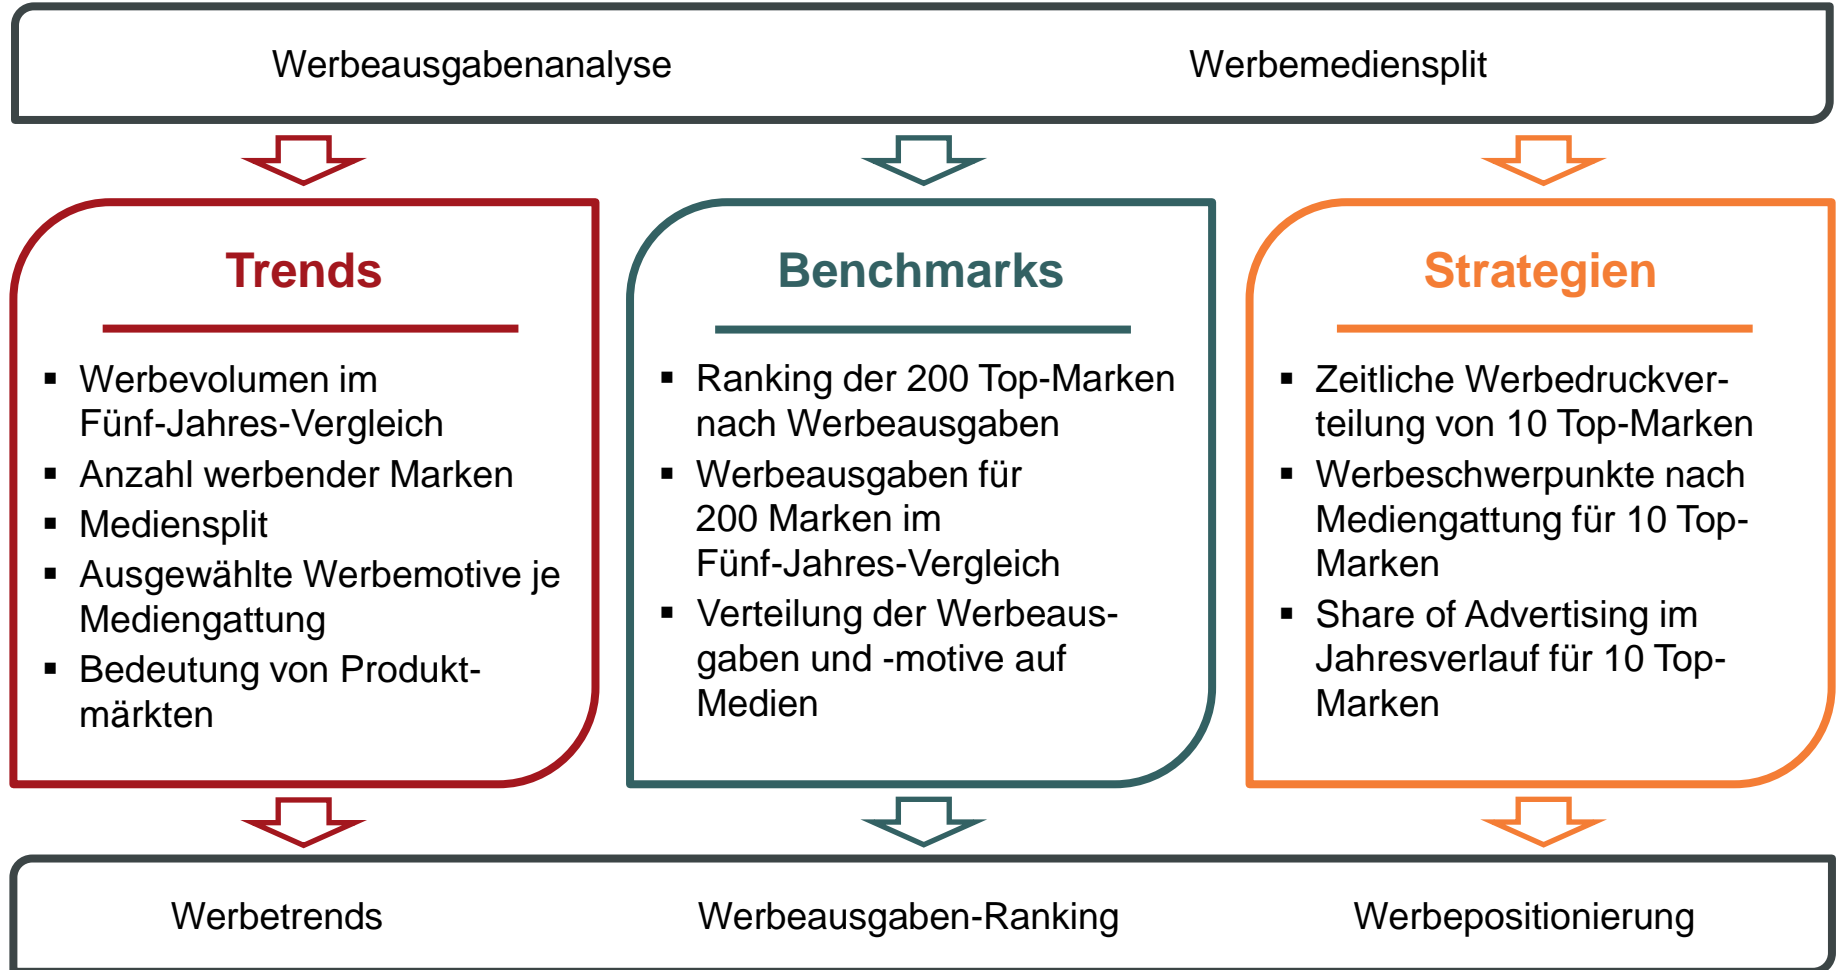 Werbeausgabenanalyse
Werbemediensplit
Trends
▪ Werbevolumen im
Fünf-Jahres-Vergleich
▪ Anzahl werbender Marken
▪ Mediensplit
▪ Ausgewählte Werbemotive je
Mediengattung
▪ Bedeutung von Produkt-
märkten
Benchmarks
▪ Ranking der 200 Top-Marken
nach Werbeausgaben
▪ Werbeausgaben für
200 Marken im
Fünf-Jahres-Vergleich
▪ Verteilung der Werbeaus-
gaben und -motive auf
Medien
Strategien
▪ Zeitliche Werbedruckver-
teilung von 10 Top-Marken
▪ Werbeschwerpunkte nach
Mediengattung für 10 Top-
Marken
▪ Share of Advertising im
Jahresverlauf für 10 Top-
Marken
Werbetrends
Werbeausgaben-Ranking
Werbepositionierung